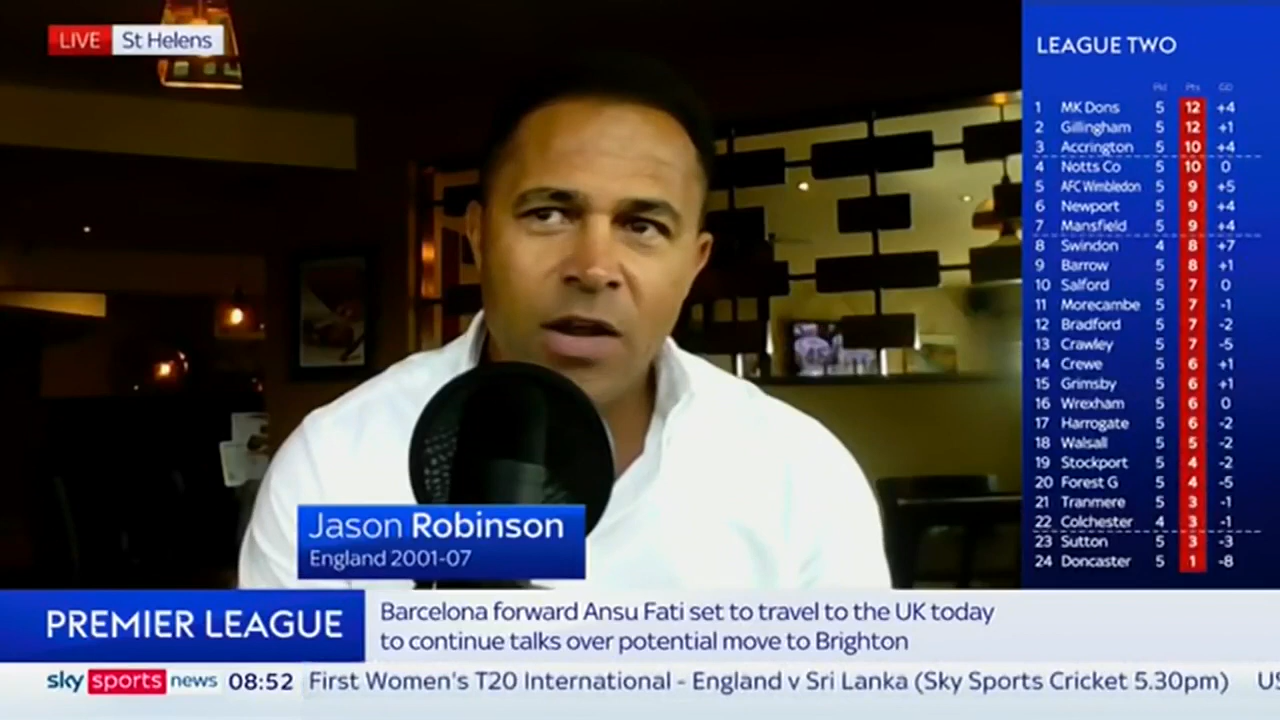 LIVE St Helens
LEAGUE TWO
Pld Pts GD
1 MK Dons 5 12 +4
2 Gillingham 5 12 +1
3 Accrington 5 10 +4
4 Notts Co 5 10 0
5 AFC Wimbledon 5 9 +5
6 Newport 5 9 +4
7 Mansfield 5 9 +4
8 Swindon 4 8 +7
9 Barrow 5 8 +1
10 Salford 5 7 0
11 Morecambe 5 7 -1
12 Bradford 5 7 -2
13 Crawley 5 7 -5
14 Crewe 5 6 +1
15 Grimsby 5 6 +1
16 Wrexham 5 6 0
17 Harrogate 5 6 -2
18 Walsall 5 5 -2
19 Stockport 5 4 -2
20 Forest G 5 4 -5
21 Tranmere 5 3 -1
22 Colchester 4 3 -1
23 Sutton 5 3 -3
24 Doncaster 5 1 -8
Jason Robinson
England 2001-07
PREMIER LEAGUE
Barcelona forward Ansu Fati set to travel to the UK today
to continue talks over potential move to Brighton
sky sports news 08:52 First Women's T20 International - England v Sri Lanka (Sky Sports Cricket 5.30pm) US